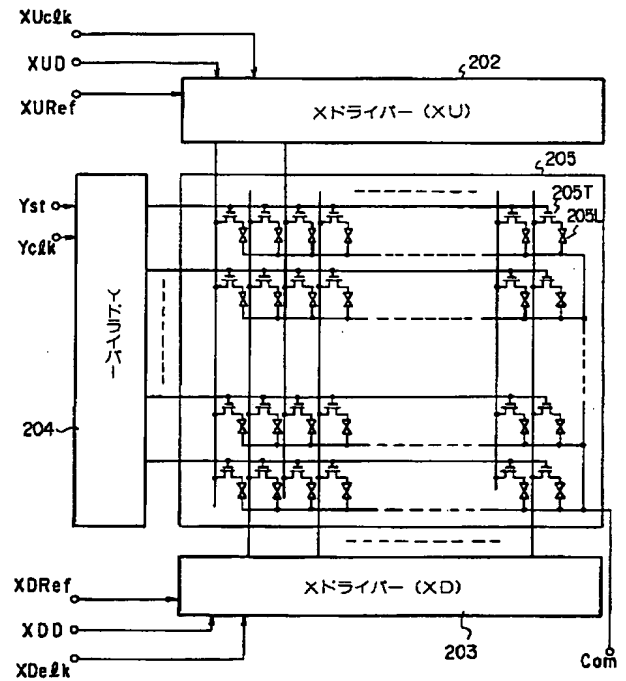 XUclk
XUD
XURef
202
Xドライバー (XU)
205
205T
205L
Yst
Yclk
Yドライバー
204
XDRef
XDD
XDelk
Xドライバー (XD)
203
Com